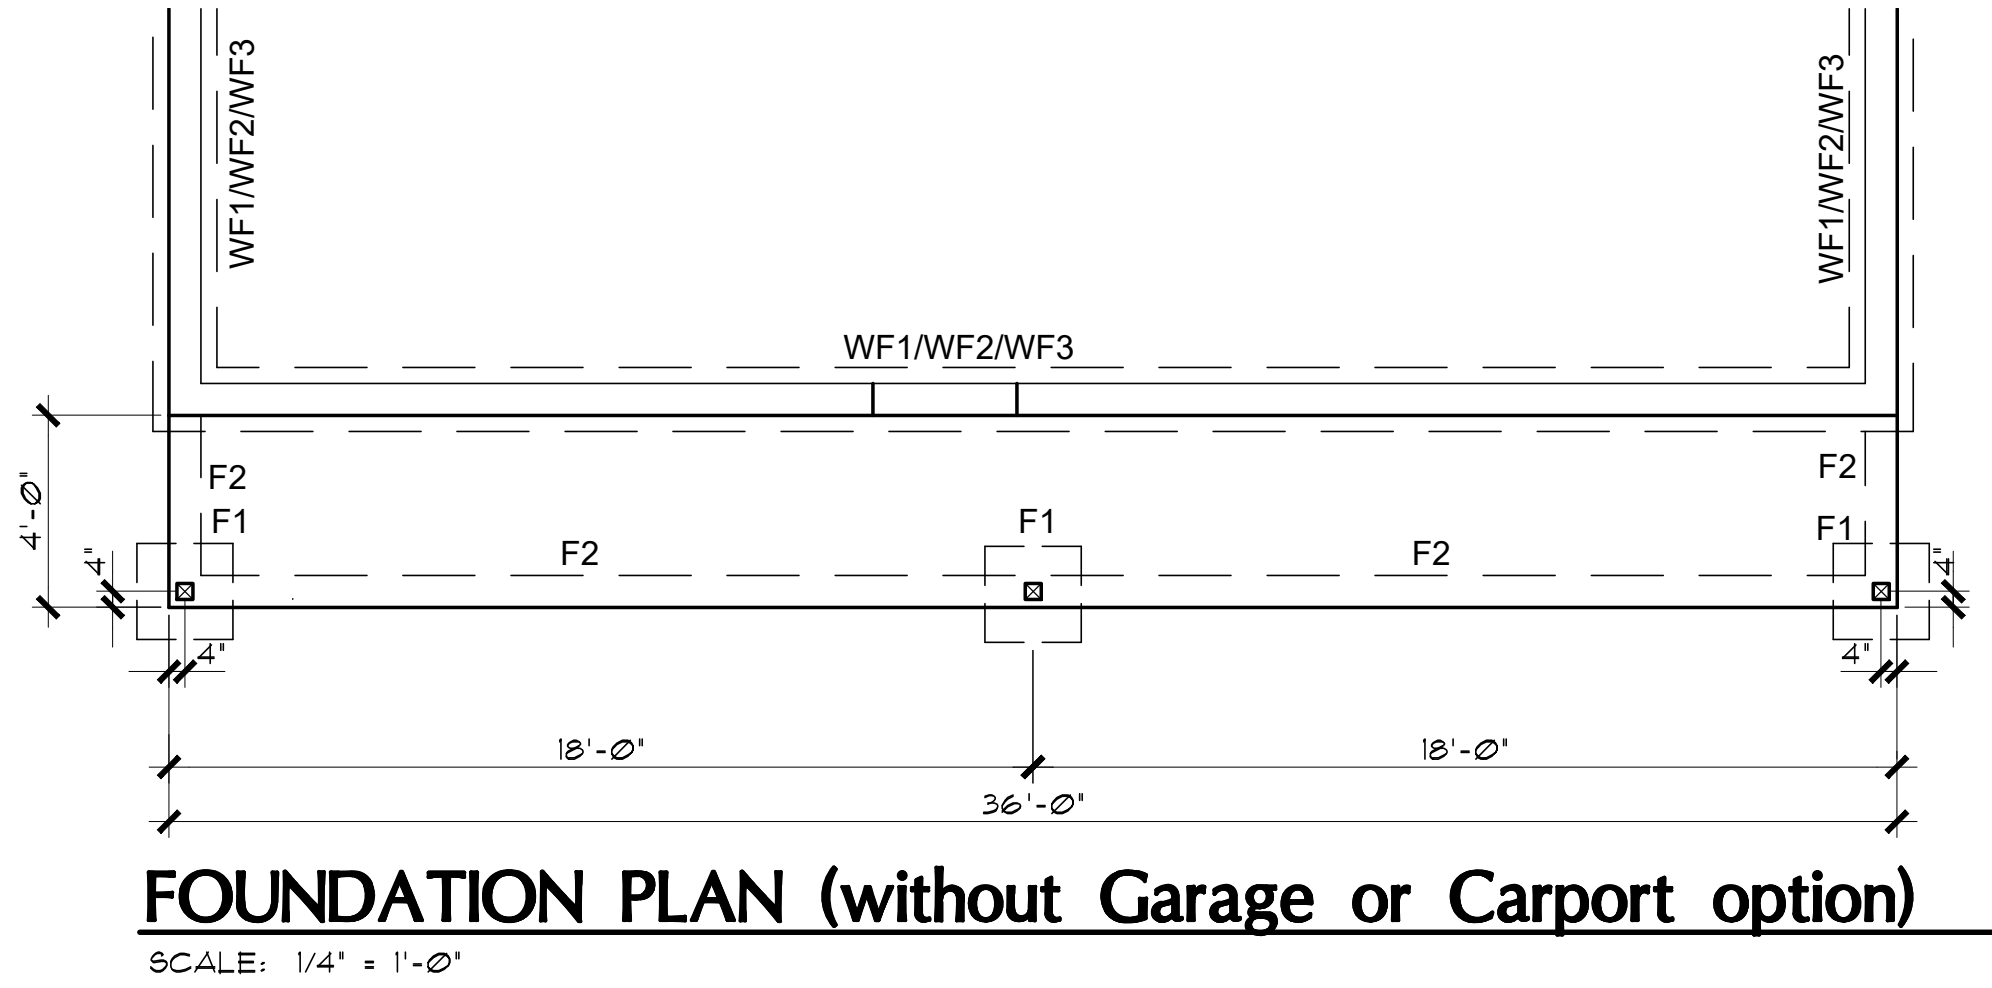 WF1/WF2/WF3
WF1/WF2/WF3
WF1/WF2/WF3
F2
F2
4'-Ø"
F1
F1
F1
4"
F2
F2
4"
4"
4"
18'-Ø"
18'-Ø"
36'-Ø"
FOUNDATION PLAN (without Garage or Carport option)
SCALE: 1/4" = 1'-Ø"